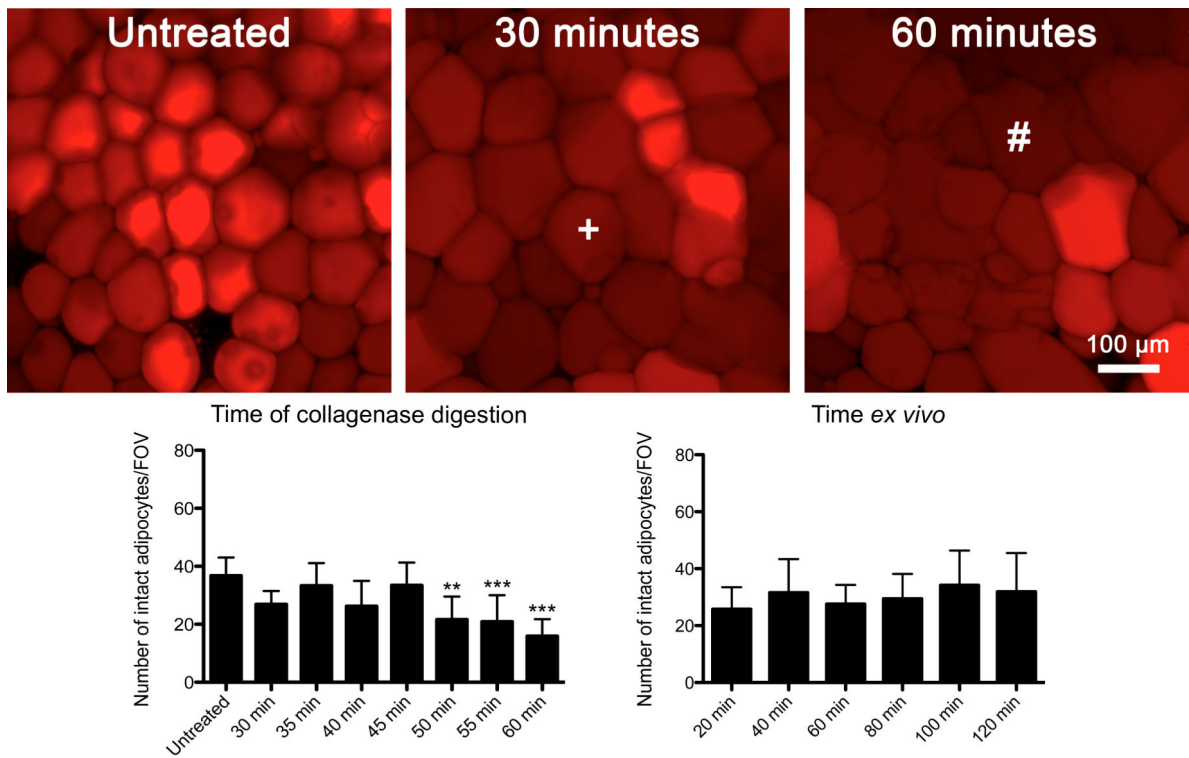 Untreated
30 minutes
60 minutes
+
#
100 µm
Time of collagenase digestion
Number of intact adipocytes/FOV
80
60
40
20
0
**
***
***
Untreated
30 min
35 min
40 min
45 min
50 min
55 min
60 min
Time ex vivo
Number of intact adipocytes/FOV
80
60
40
20
0
20 min
40 min
60 min
80 min
100 min
120 min